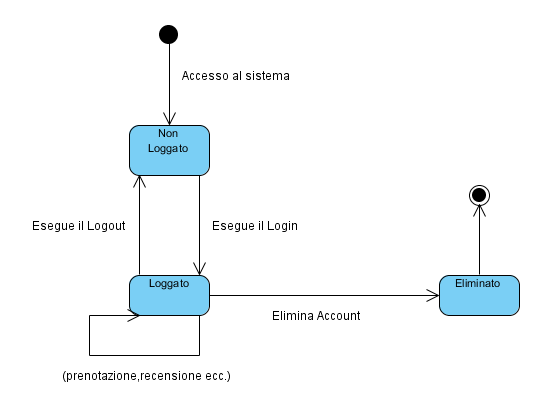 Accesso al sistema
Non
Loggato
Esegue il Logout
Esegue il Login
Loggato
Eliminato
Elimina Account
(prenotazione,recensione ecc.)